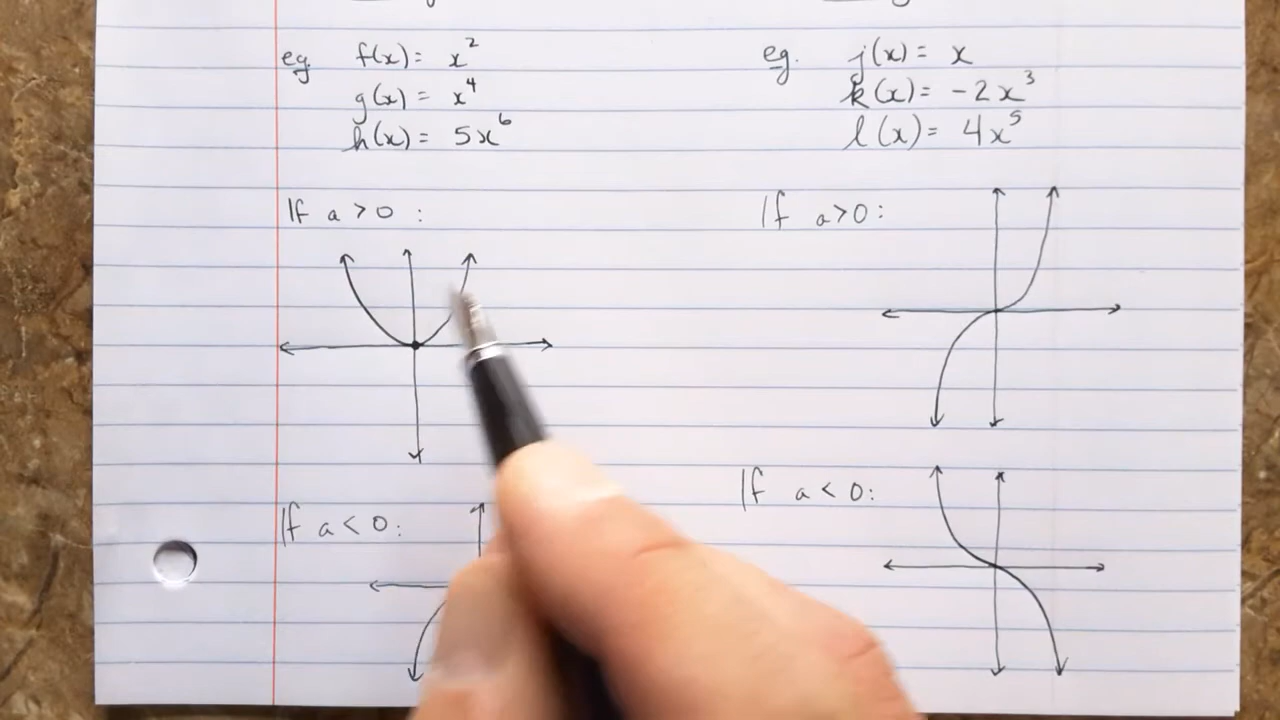 eg. f(x) = x²
g(x) = x⁴
h(x) = 5x⁶
If a > 0 :
If a < 0 :
eg. j(x) = x
k(x) = -2x³
l(x) = 4x⁵
If a > 0 :
If a < 0 :